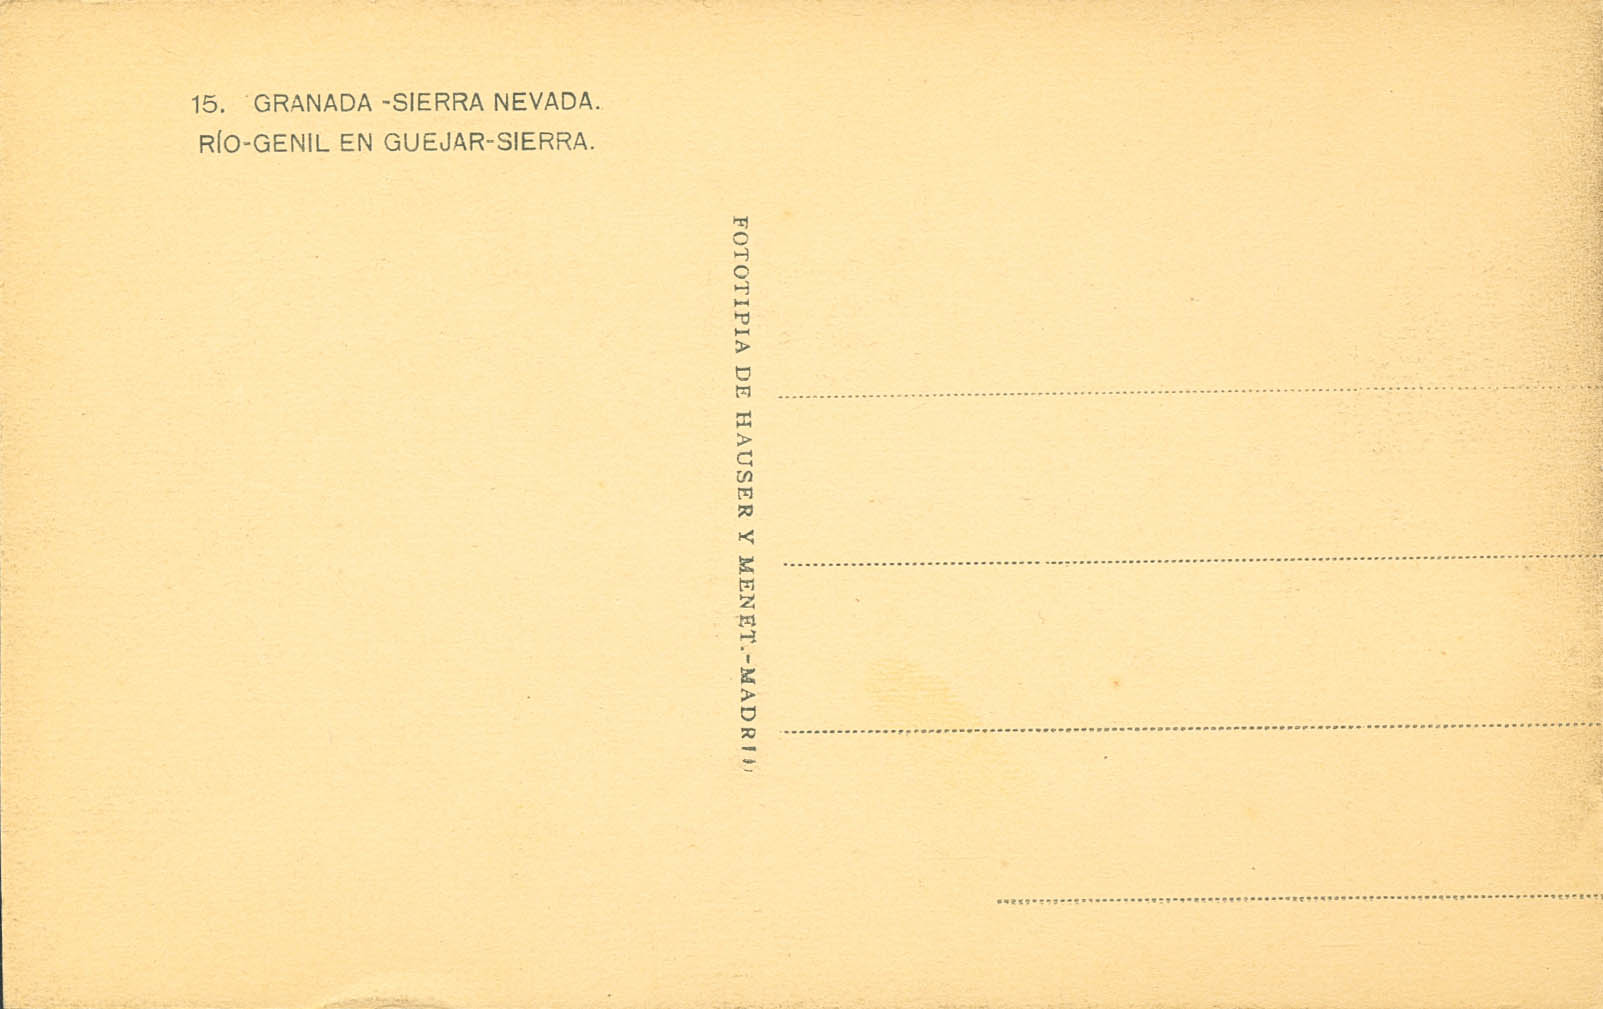 15. GRANADA -SIERRA NEVADA.
RÍO-GENIL EN GUEJAR-SIERRA.
FOTOTIPIA DE HAUSER Y MENET.-MADRID